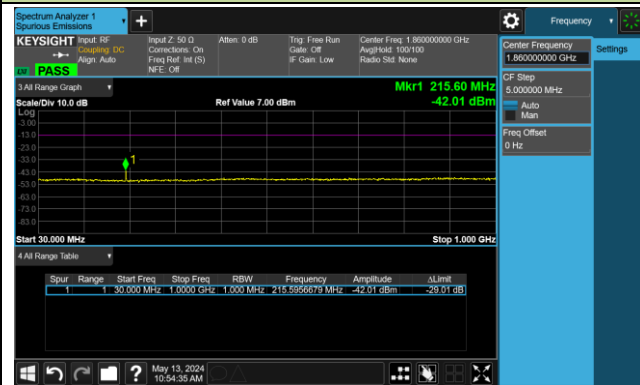 Spectrum Analyzer 1
Spurious Emissions
Frequency
KEYSIGHT Input: RF Input Z: 50 Ω Atten: 0 dB Trig: Free Run Center Freq: 1.860000000 GHz
Coupling: DC Corrections: On Gate: Off Avg|Hold: 100/100
Align: Auto Freq Ref: Int (S) IF Gain: Low Radio Std: None
NFE: Off
LXI PASS
3 All Range Graph
Mkr1 215.60 MHz
Scale/Div 10.0 dB Ref Value 7.00 dBm -42.01 dBm
Log
-3.00
-13.0
-23.0
-33.0
-43.0
-53.0
-63.0
-73.0
-83.0
1
Start 30.000 MHz Stop 1.000 GHz
4 All Range Table
Spur Range Start Freq Stop Freq RBW Frequency Amplitude ΔLimit
1 1 30.000 MHz 1.0000 GHz 1.000 MHz 215.5956679 MHz -42.01 dBm -29.01 dB
Center Frequency
1.860000000 GHz
Settings
CF Step
5.000000 MHz
Auto
Man
Freq Offset
0 Hz
?
May 13, 2024
10:54:35 AM